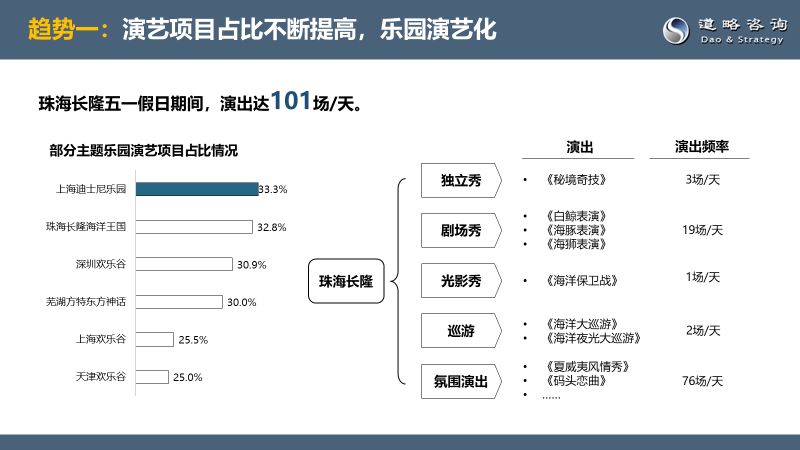 趋势一：演艺项目占比不断提高，乐园演艺化
道略咨询
Dao & Strategy
珠海长隆五一假日期间，演出达101场/天。
部分主题乐园演艺项目占比情况
上海迪士尼乐园 33.3%
珠海长隆海洋王国 32.8%
深圳欢乐谷 30.9%
芜湖方特东方神话 30.0%
上海欢乐谷 25.5%
天津欢乐谷 25.0%
珠海长隆
演出 演出频率
独立秀 • 《秘境奇技》 3场/天
剧场秀 • 《白鲸表演》
• 《海豚表演》 19场/天
• 《海狮表演》
光影秀 • 《海洋保卫战》 1场/天
巡游 • 《海洋大巡游》 2场/天
• 《海洋夜光大巡游》
氛围演出 • 《夏威夷风情秀》
• 《码头恋曲》 76场/天
• ......